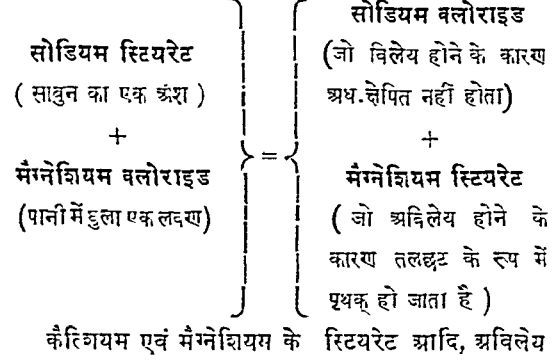 सोडियम स्टियरेट
( साबुन का एक अंश )
+
मैग्नेशियम क्लोराइड
(पानी में घुला एक लवण)
=
सोडियम क्लोराइड
(जो विलेय होने के कारण
अध.क्षेपित नहीं होता)
+
मैग्नेशियम स्टियरेट
( जो अविलेय होने के
कारण तलछट के रूप में
पृथक् हो जाता है )
कैल्शियम एवं मैग्नेशियम के स्टियरेट आदि, अविलेय